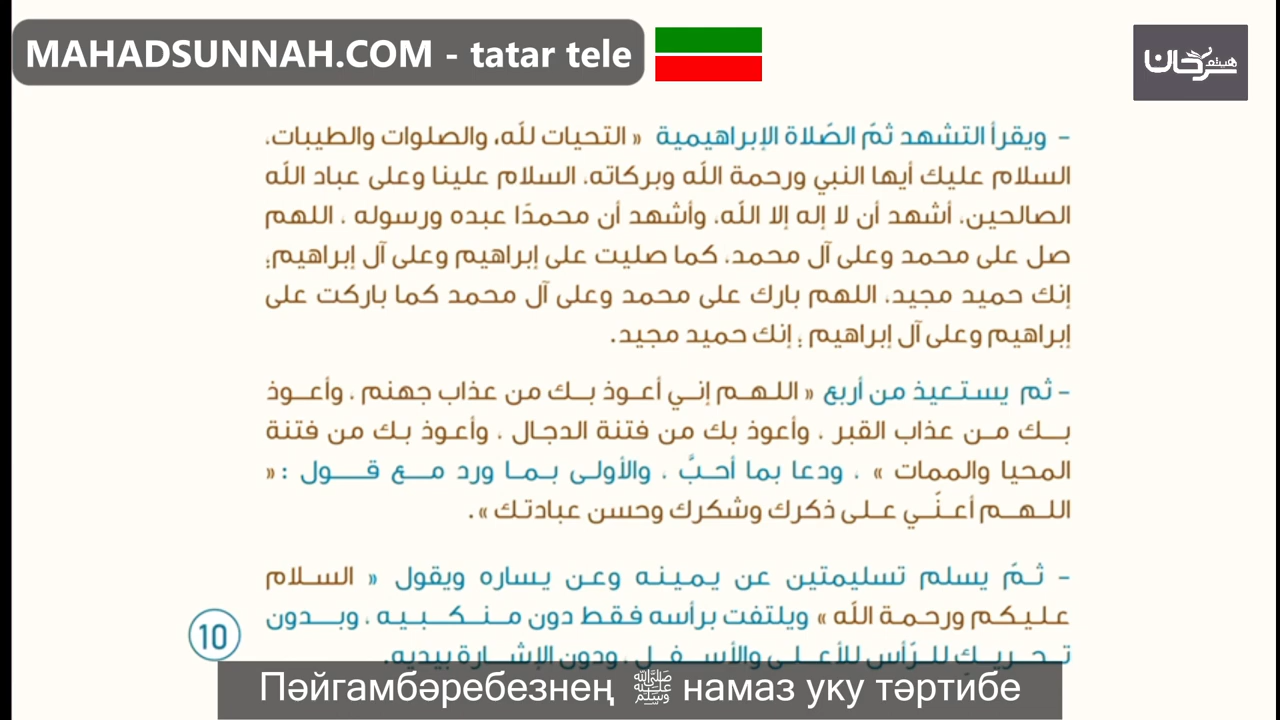 MAHADSUNNAH.COM - tatar tele
هيثم سرحان
- ويقرأ التشهد ثمّ الصّلاة الإبراهيمية « التحيات للّه، والصلوات والطيبات،
السلام عليك أيها النبي ورحمة اللّه وبركاته، السلام علينا وعلى عباد اللّه
الصالحين، أشهد أن لا إله إلا اللّه، وأشهد أن محمدًا عبده ورسوله ، اللهم
صل على محمد وعلى آل محمد، كما صليت على إبراهيم وعلى آل إبراهيم؛
إنك حميد مجيد، اللهم بارك على محمد وعلى آل محمد كما باركت على
إبراهيم وعلى آل إبراهيم ؛ إنك حميد مجيد.
- ثم يستعيذ من أربع « اللهم إني أعوذ بك من عذاب جهنم ، وأعوذ
بك من عذاب القبر ، وأعوذ بك من فتنة الدجال ، وأعوذ بك من فتنة
المحيا والممات » ، ودعا بما أحبَّ ، والأولى بما ورد مع قول : «
اللهم أعنّي على ذكرك وشكرك وحسن عبادتك ».
- ثمّ يسلم تسليمتين عن يمينه وعن يساره ويقول « السلام
عليكم ورحمة اللّه » ويلتفت برأسه فقط دون منكبيه ، وبدون
تحريك للرّأس للأعلى والأسفل ، ودون الإشارة بيديه.
10
Пәйгамбәребезнең ﷺ намаз уку тәртибе